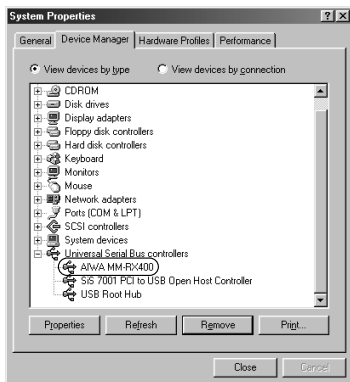 System Properties
General Device Manager Hardware Profiles Performance
View devices by type View devices by connection
CDROM
Disk drives
Display adapters
Floppy disk controllers
Hard disk controllers
Keyboard
Monitors
Mouse
Network adapters
Ports (COM & LPT)
SCSI controllers
System devices
Universal Serial Bus controllers
AIWA MM-RX400
SiS 7001 PCI to USB Open Host Controller
USB Root Hub
Properties Refresh Remove Print...
Close Cancel